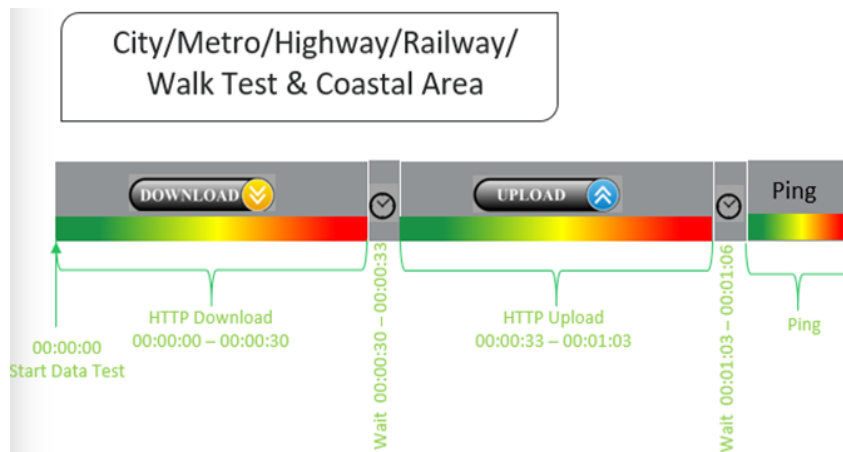 City/Metro/Highway/Railway/
Walk Test & Coastal Area
DOWNLOAD
UPLOAD
Ping
HTTP Download
00:00:00 – 00:00:30
00:00:00
Start Data Test
Wait 00:00:30 – 00:00:33
HTTP Upload
00:00:33 – 00:01:03
Wait 00:01:03 – 00:01:06
Ping